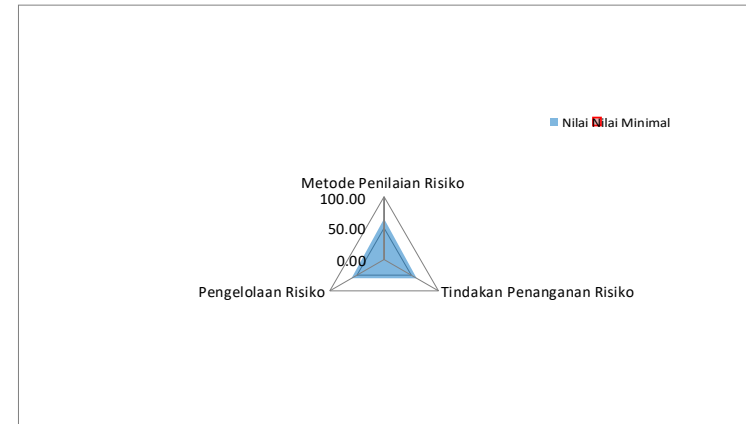 Nilai Nilai Minimal
Metode Penilaian Risiko
100.00
50.00
0.00
Pengelolaan Risiko
Tindakan Penanganan Risiko